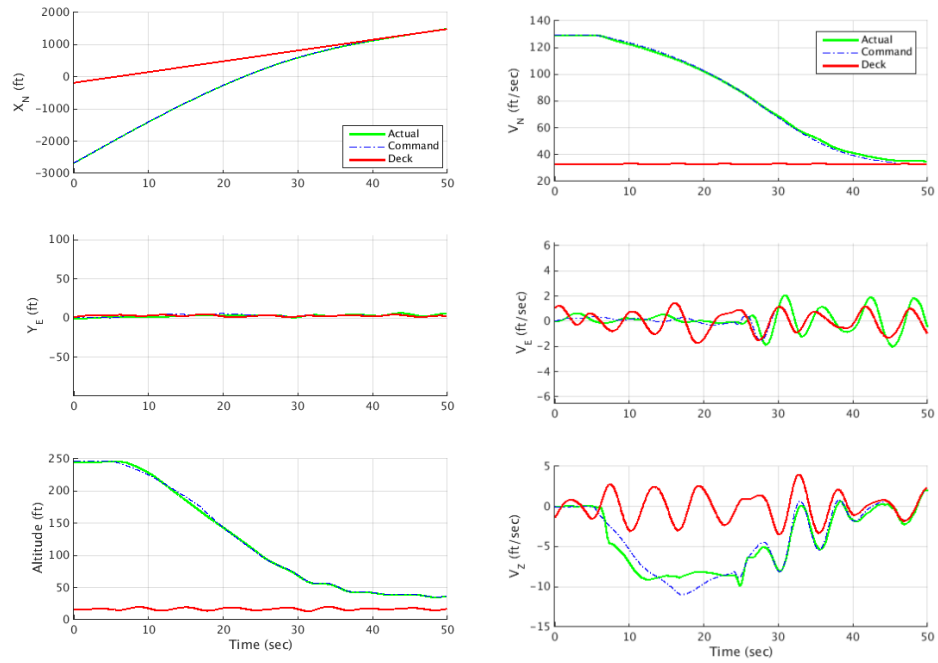 2000
1000
0
-1000
-2000
-3000
X_N (ft)
Actual
Command
Deck
0 10 20 30 40 50
140
120
100
80
60
40
20
V_N (ft/sec)
Actual
Command
Deck
0 10 20 30 40 50
100
50
0
-50
Y_E (ft)
0 10 20 30 40 50
6
4
2
0
-2
-4
-6
V_E (ft/sec)
0 10 20 30 40 50
250
200
150
100
50
0
Altitude (ft)
0 10 20 30 40 50
Time (sec)
5
0
-5
-10
-15
V_Z (ft/sec)
0 10 20 30 40 50
Time (sec)